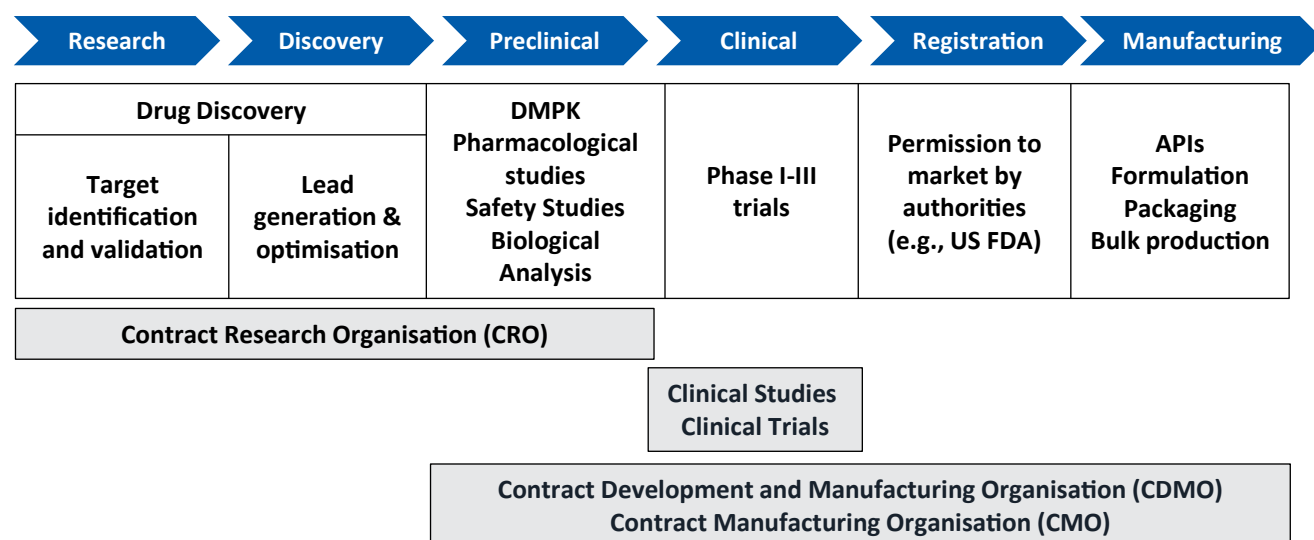 Research
Discovery
Preclinical
Clinical
Registration
Manufacturing
Drug Discovery
Target
identification
and validation
Lead
generation &
optimisation
DMPK
Pharmacological
studies
Safety Studies
Biological
Analysis
Phase I-III
trials
Permission to
market by
authorities
(e.g., US FDA)
APIs
Formulation
Packaging
Bulk production
Contract Research Organisation (CRO)
Clinical Studies
Clinical Trials
Contract Development and Manufacturing Organisation (CDMO)
Contract Manufacturing Organisation (CMO)